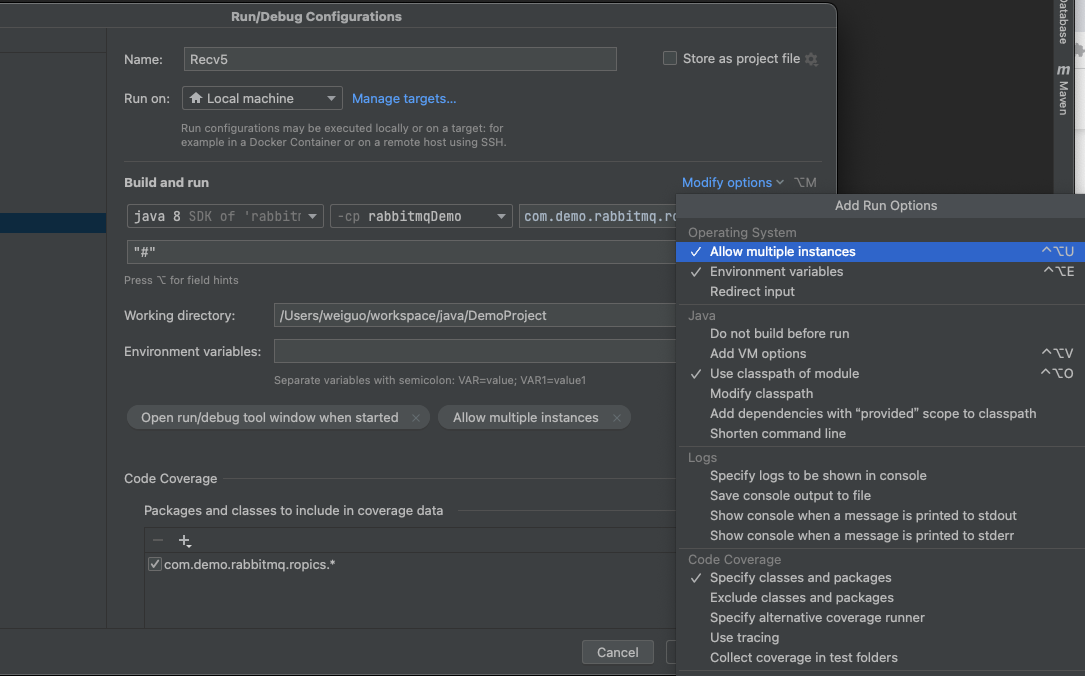 Run/Debug Configurations
Database
Maven
Name:
Recv5
Store as project file
Run on:
Local machine
Manage targets...
Run configurations may be executed locally or on a target: for
example in a Docker Container or on a remote host using SSH.
Build and run
Modify options
⌥M
java 8 SDK of 'rabbit
-cp rabbitmqDemo
com.demo.rabbitmq.ro
"#"
Press ⌥ for field hints
Working directory:
/Users/weiguo/workspace/java/DemoProject
Environment variables:
Separate variables with semicolon: VAR=value; VAR1=value1
Open run/debug tool window when started ×
Allow multiple instances ×
Code Coverage
Packages and classes to include in coverage data
com.demo.rabbitmq.ropics.*
Cancel
Add Run Options
Operating System
✓ Allow multiple instances ^⌥U
✓ Environment variables ^⌥E
Redirect input
Java
Do not build before run
Add VM options ^⌥V
✓ Use classpath of module ^⌥O
Modify classpath
Add dependencies with “provided” scope to classpath
Shorten command line
Logs
Specify logs to be shown in console
Save console output to file
Show console when a message is printed to stdout
Show console when a message is printed to stderr
Code Coverage
✓ Specify classes and packages
Exclude classes and packages
Specify alternative coverage runner
Use tracing
Collect coverage in test folders